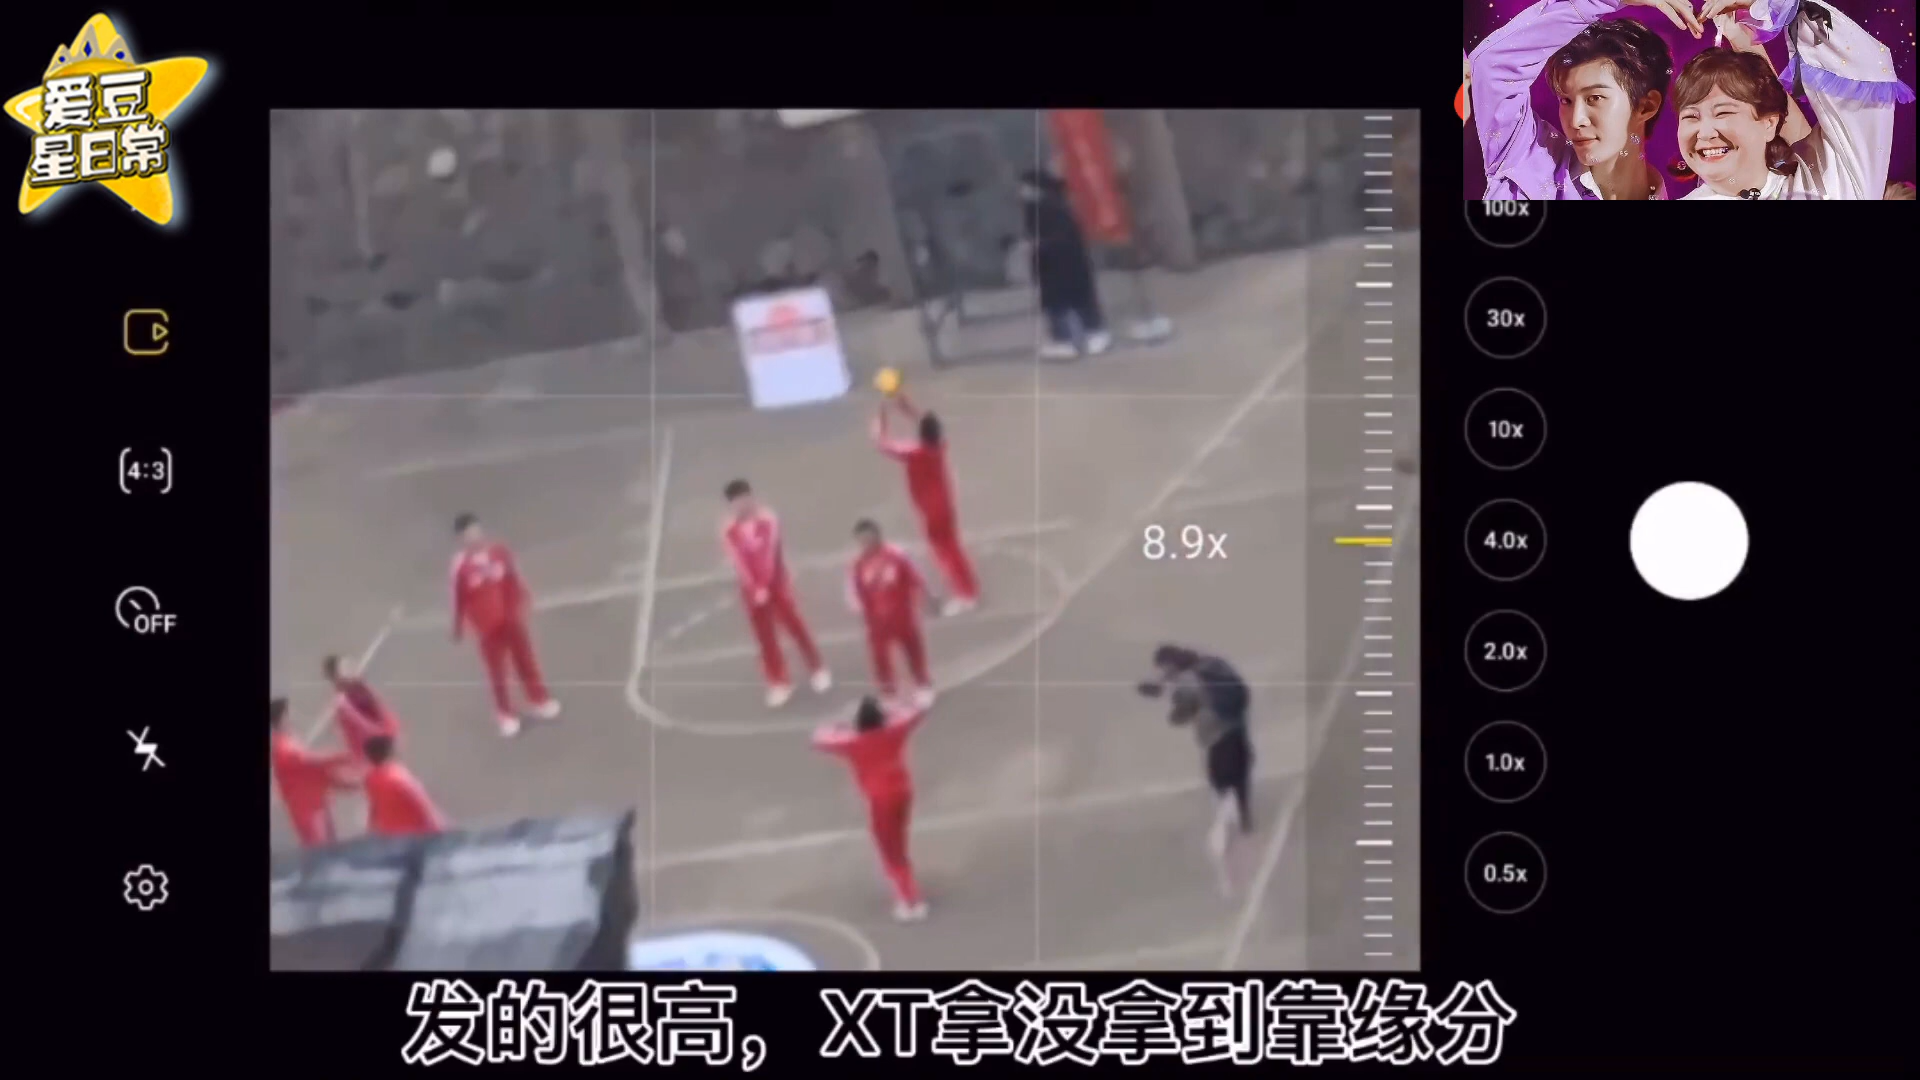 爱豆
星日常
100x
30x
4:3
10x
8.9x
4.0x
OFF
2.0x
1.0x
0.5x
发的很高，XT拿没拿到靠缘分